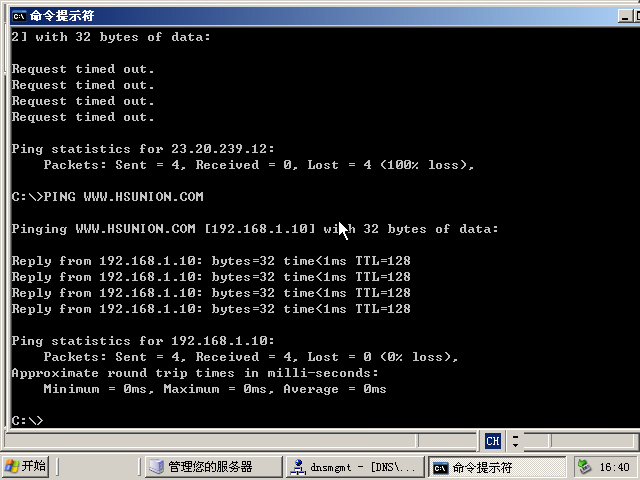 命令提示符
2] with 32 bytes of data:
Request timed out.
Request timed out.
Request timed out.
Request timed out.
Ping statistics for 23.20.239.12:
Packets: Sent = 4, Received = 0, Lost = 4 (100% loss),
C:\>PING WWW.HSUNION.COM
Pinging WWW.HSUNION.COM [192.168.1.10] with 32 bytes of data:
Reply from 192.168.1.10: bytes=32 time<1ms TTL=128
Reply from 192.168.1.10: bytes=32 time<1ms TTL=128
Reply from 192.168.1.10: bytes=32 time<1ms TTL=128
Reply from 192.168.1.10: bytes=32 time<1ms TTL=128
Ping statistics for 192.168.1.10:
Packets: Sent = 4, Received = 4, Lost = 0 (0% loss),
Approximate round trip times in milli-seconds:
Minimum = 0ms, Maximum = 0ms, Average = 0ms
C:\>
CH
开始 管理您的服务器 dnsmgmt - [DNS\... 命令提示符 16:40